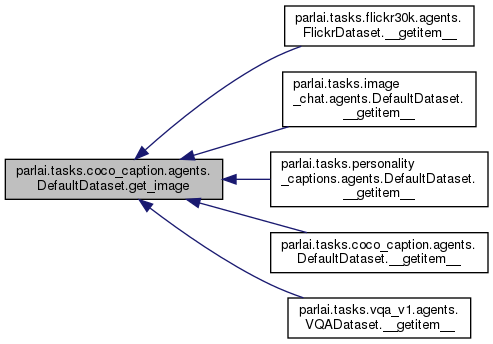 parlai.tasks.flickr30k.agents.
FlickrDataset.__getitem__
parlai.tasks.image
_chat.agents.DefaultDataset.
__getitem__
parlai.tasks.coco_caption.agents.
DefaultDataset.get_image
parlai.tasks.personality
_captions.agents.DefaultDataset.
__getitem__
parlai.tasks.coco_caption.agents.
DefaultDataset.__getitem__
parlai.tasks.vqa_v1.agents.
VQADataset.__getitem__